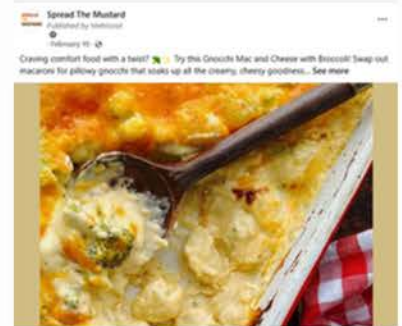 Spread The Mustard
Published by
February 10
Craving comfort food with a twist? 🥦🧀 Try this Gnocchi Mac and Cheese with Broccoli! Swap out
macaroni for pillowy gnocchi that soaks up all the creamy, cheesy goodness... See more